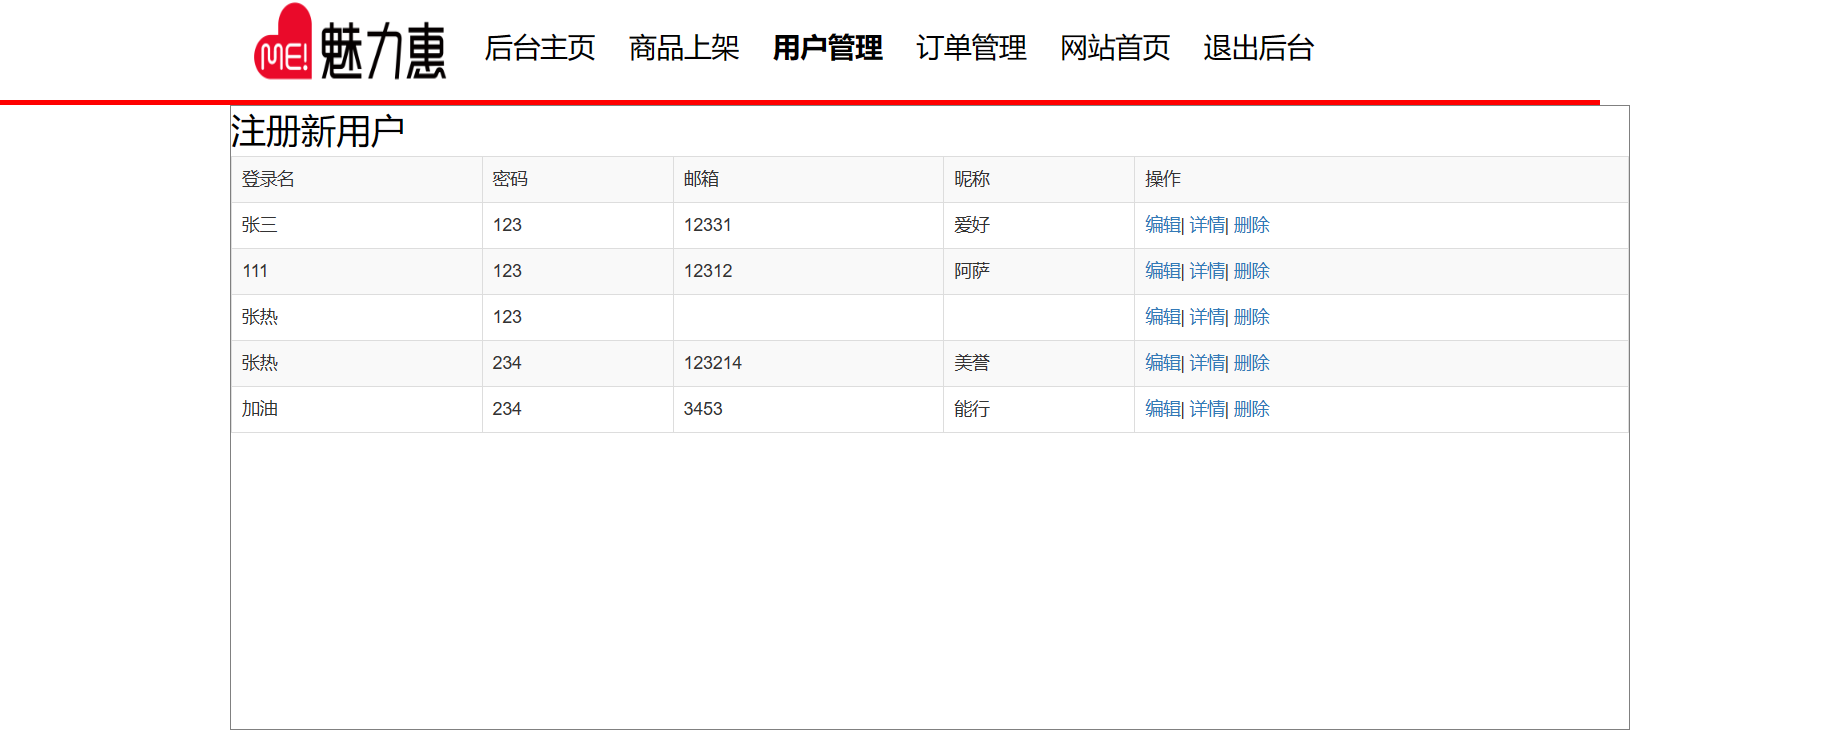 ME! 魅力惠 后台主页 商品上架 用户管理 订单管理 网站首页 退出后台
注册新用户
登录名 密码 邮箱 昵称 操作
张三 123 12331 爱好 编辑| 详情| 删除
111 123 12312 阿萨 编辑| 详情| 删除
张热 123 编辑| 详情| 删除
张热 234 123214 美誉 编辑| 详情| 删除
加油 234 3453 能行 编辑| 详情| 删除